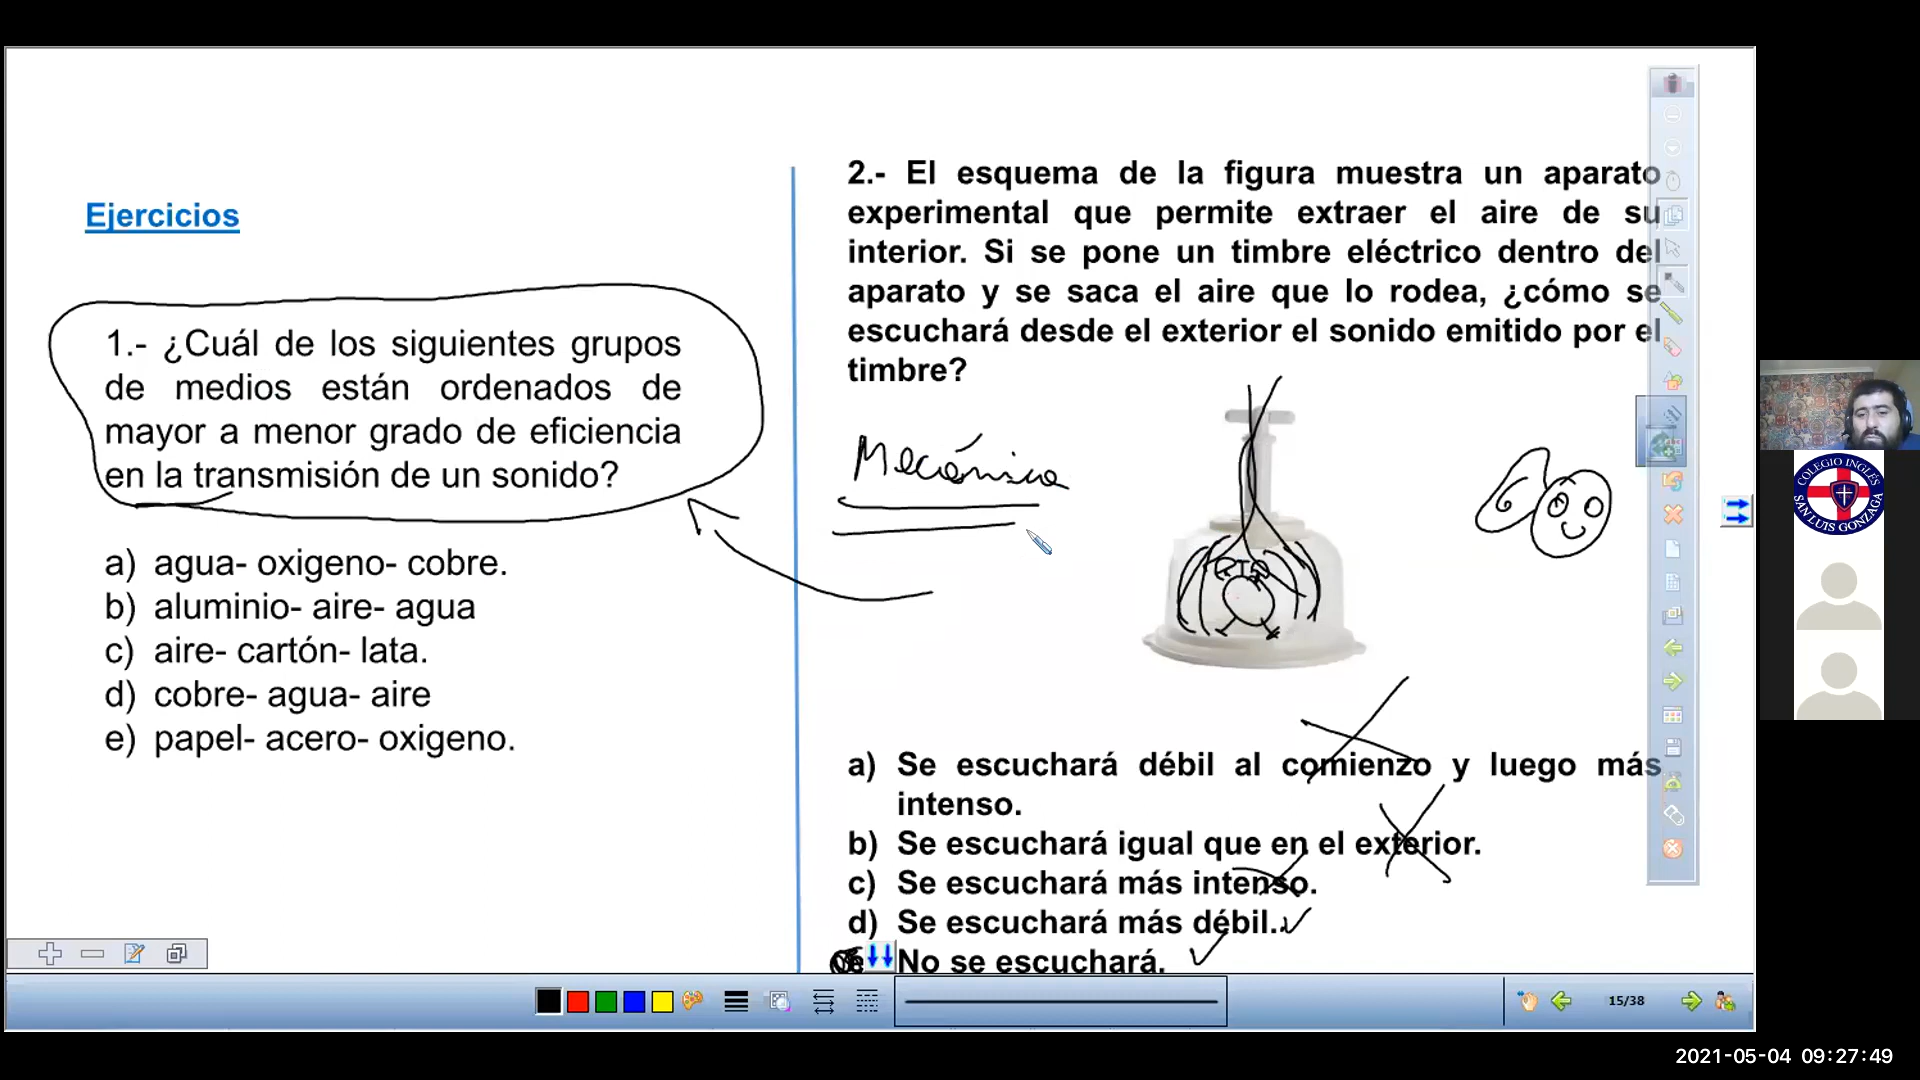 Ejercicios
1.- ¿Cuál de los siguientes grupos
de medios están ordenados de
mayor a menor grado de eficiencia
en la transmisión de un sonido?
a) agua- oxigeno- cobre.
b) aluminio- aire- agua
c) aire- cartón- lata.
d) cobre- agua- aire
e) papel- acero- oxigeno.
2.- El esquema de la figura muestra un aparato
experimental que permite extraer el aire de su
interior. Si se pone un timbre eléctrico dentro del
aparato y se saca el aire que lo rodea, ¿cómo se
escuchará desde el exterior el sonido emitido por el
timbre?
Mecánica
a) Se escuchará débil al comienzo y luego más
intenso.
b) Se escuchará igual que en el exterior.
c) Se escuchará más intenso.
d) Se escuchará más débil.
No se escuchará.
COLEGIO INGLÉS
SAN LUIS GONZAGA
15/38
2021-05-04 09:27:49